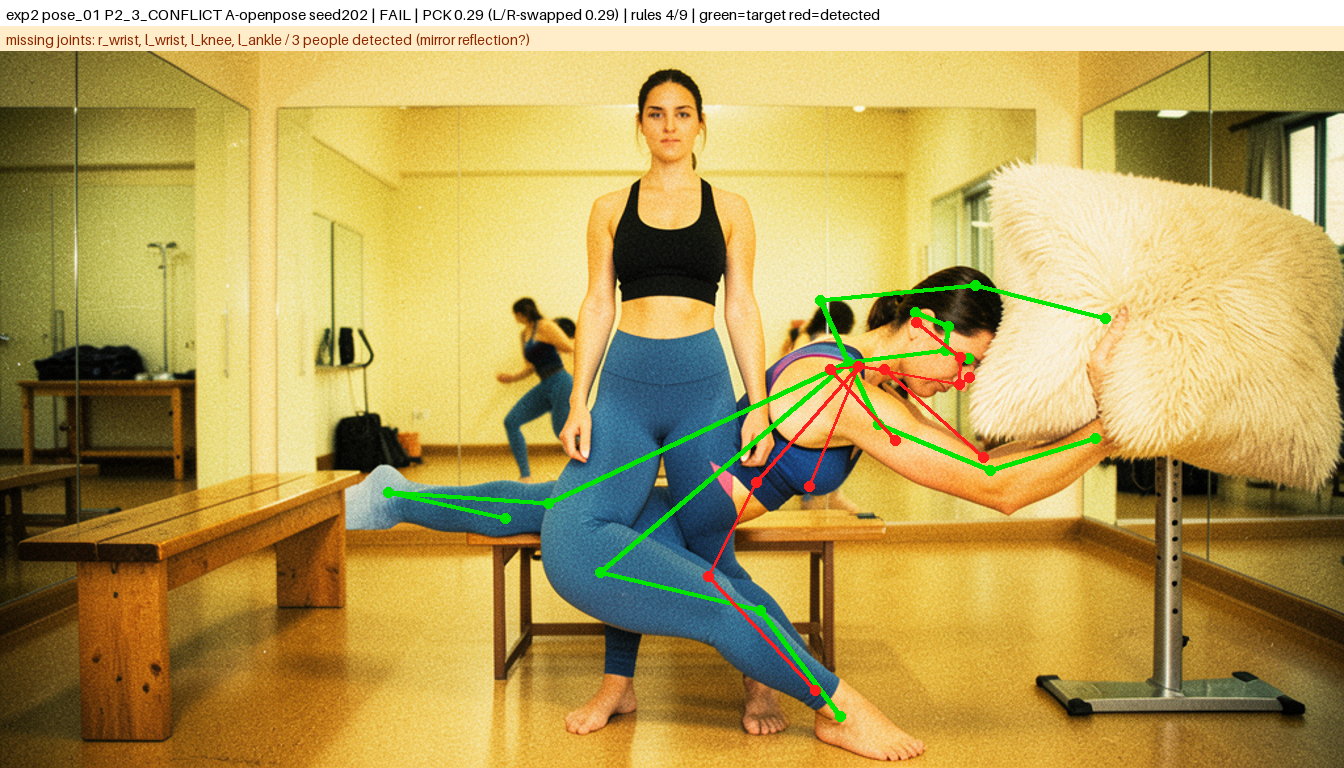 exp2 pose_01 P2_3_CONFLICT A-openpose seed202 | FAIL | PCK 0.29 (L/R-swapped 0.29) | rules 4/9 | green=target red=detected
missing joints: r_wrist, l_wrist, l_knee, l_ankle / 3 people detected (mirror reflection?)